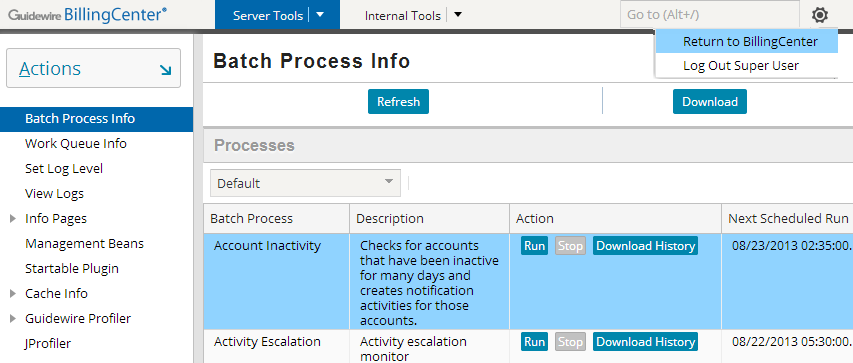 Guidewire BillingCenter® Server Tools Internal Tools Go to (Alt+/)
Return to BillingCenter
Log Out Super User
Actions
Batch Process Info
Work Queue Info
Set Log Level
View Logs
Info Pages
Management Beans
Startable Plugin
Cache Info
Guidewire Profiler
JProfiler
Batch Process Info
Refresh Download
Processes
Default
Batch Process Description Action Next Scheduled Run
Account Inactivity Checks for accounts Run Stop Download History 08/23/2013 02:35:00..
that have been inactive
for many days and
creates notification
activities for those
accounts.
Activity Escalation Activity escalation Run Stop Download History 08/22/2013 05:30:00..
monitor